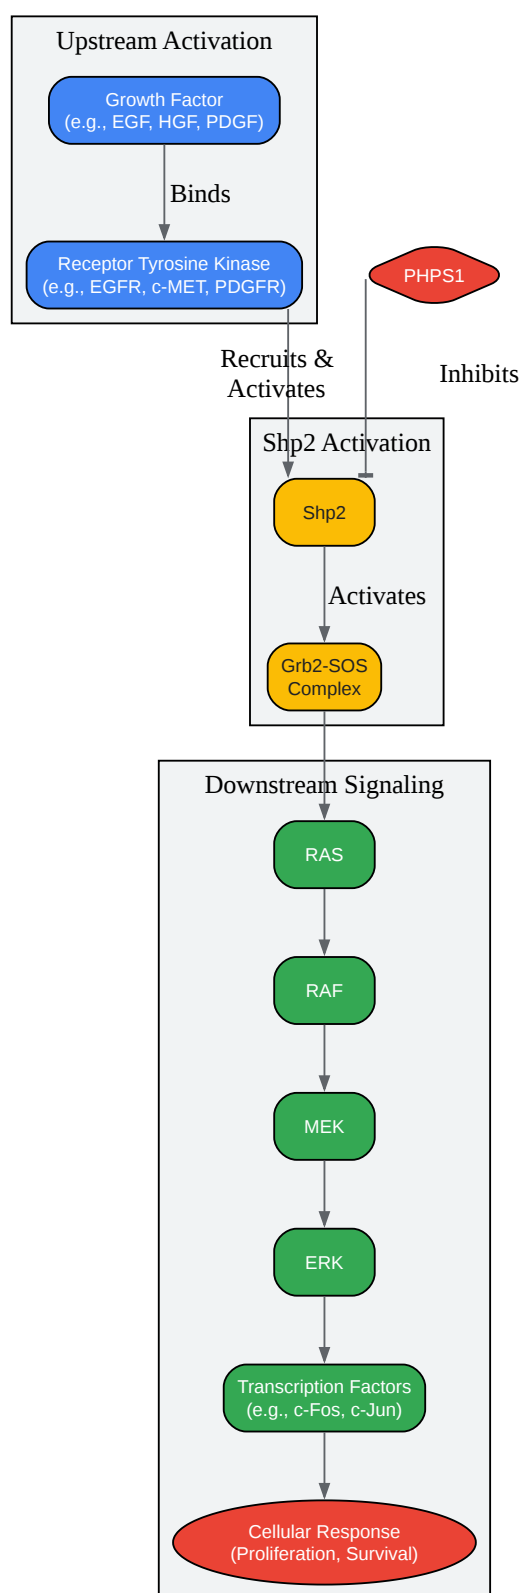 Upstream Activation
Growth Factor
(e.g., EGF, HGF, PDGF)
Binds
Receptor Tyrosine Kinase
(e.g., EGFR, c-MET, PDGFR)
PHPS1
Recruits &
Activates
Inhibits
Shp2 Activation
Shp2
Activates
Grb2-SOS
Complex
Downstream Signaling
RAS
RAF
MEK
ERK
Transcription Factors
(e.g., c-Fos, c-Jun)
Cellular Response
(Proliferation, Survival)